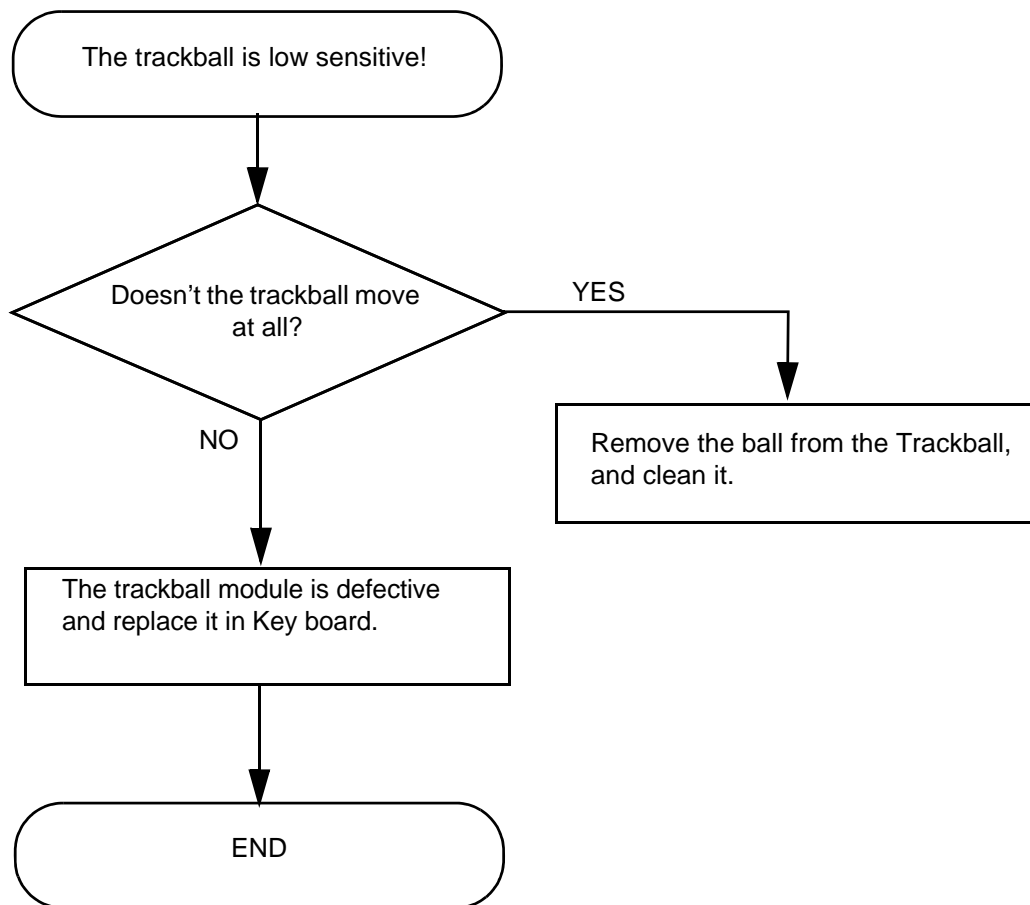 The trackball is low sensitive!
Doesn’t the trackball move
at all?
YES
NO
Remove the ball from the Trackball,
and clean it.
The trackball module is defective
and replace it in Key board.
END